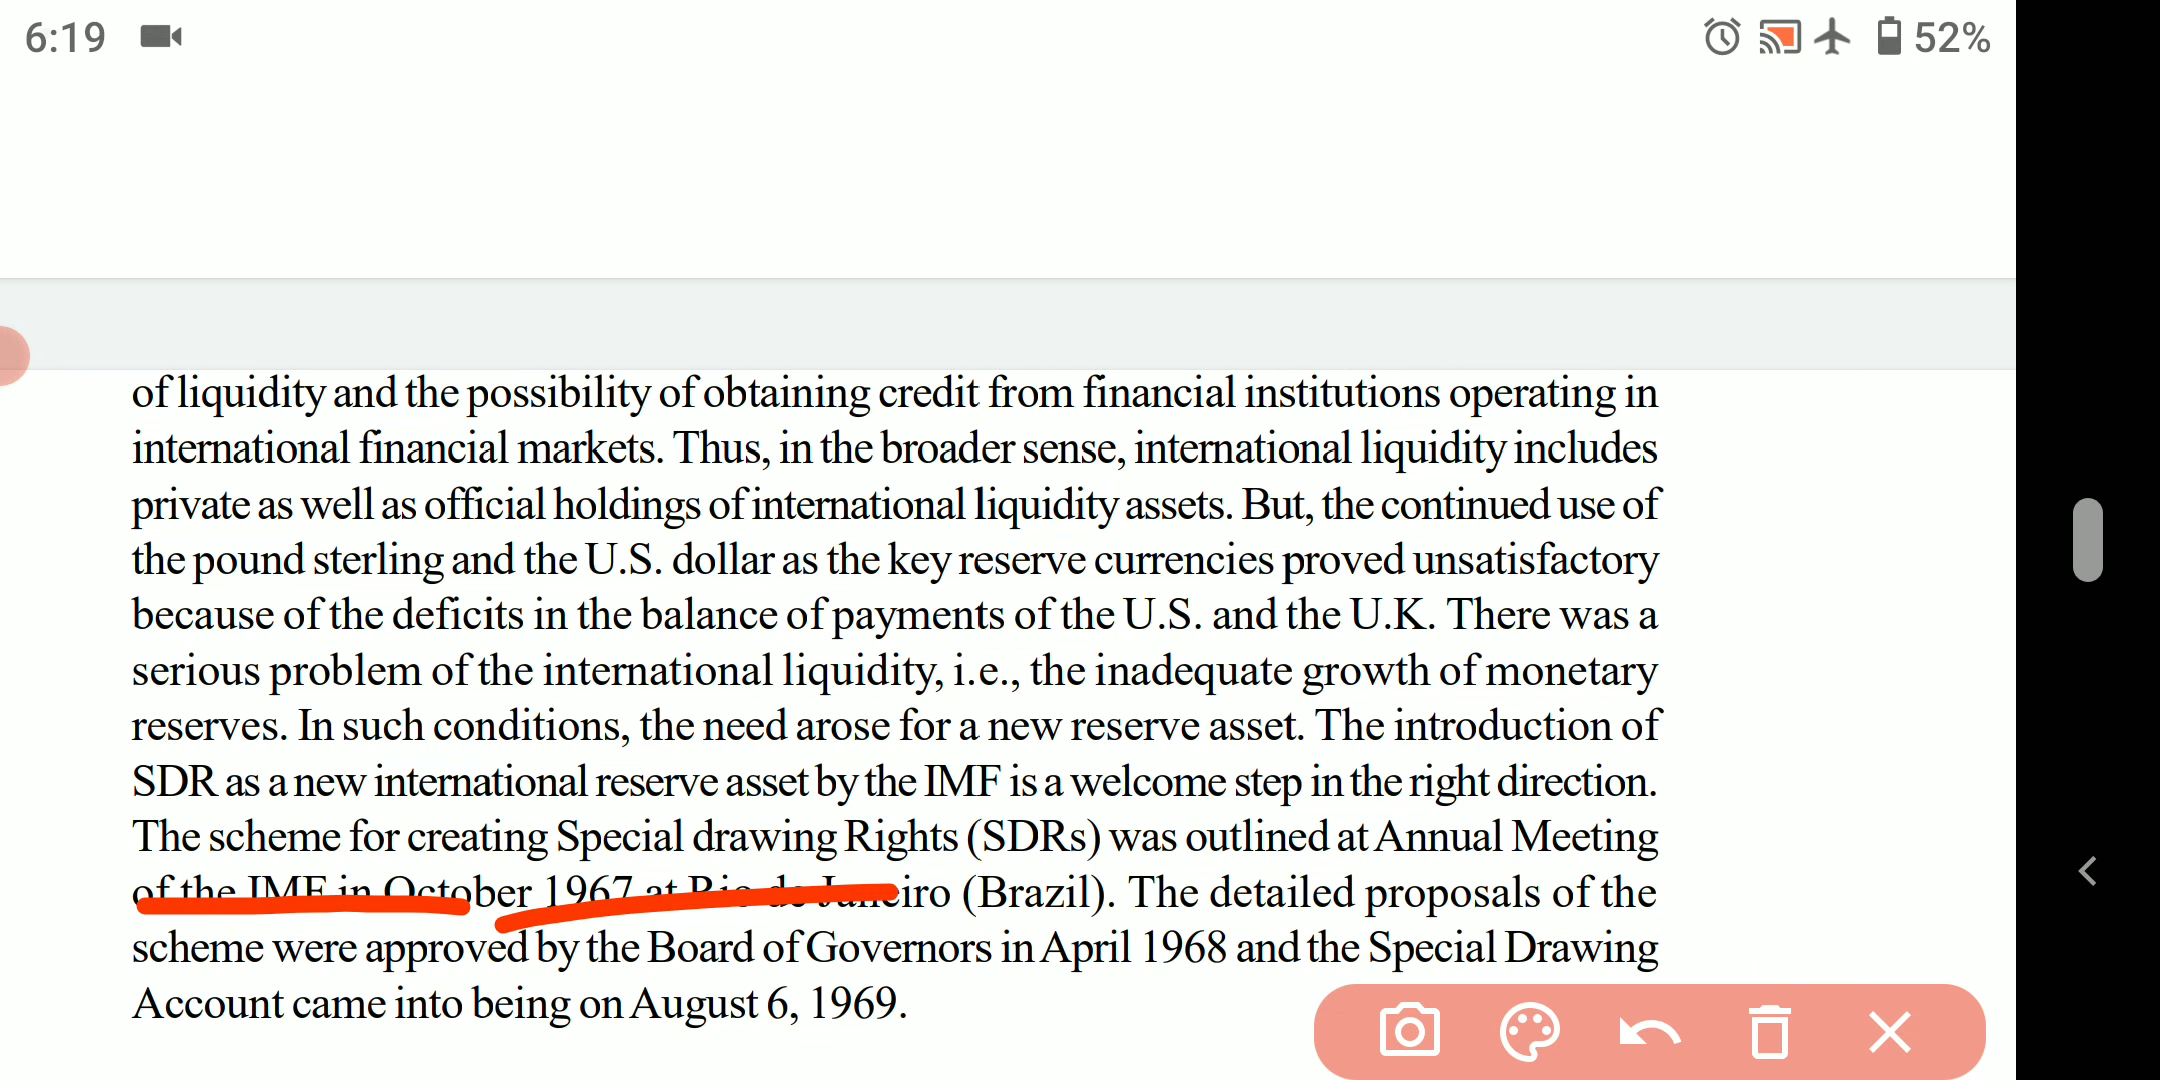 6:19
52%
of liquidity and the possibility of obtaining credit from financial institutions operating in
international financial markets. Thus, in the broader sense, international liquidity includes
private as well as official holdings of international liquidity assets. But, the continued use of
the pound sterling and the U.S. dollar as the key reserve currencies proved unsatisfactory
because of the deficits in the balance of payments of the U.S. and the U.K. There was a
serious problem of the international liquidity, i.e., the inadequate growth of monetary
reserves. In such conditions, the need arose for a new reserve asset. The introduction of
SDR as a new international reserve asset by the IMF is a welcome step in the right direction.
The scheme for creating Special drawing Rights (SDRs) was outlined at Annual Meeting
of the IMF in October 1967 at Rio de Janeiro (Brazil). The detailed proposals of the
scheme were approved by the Board of Governors in April 1968 and the Special Drawing
Account came into being on August 6, 1969.